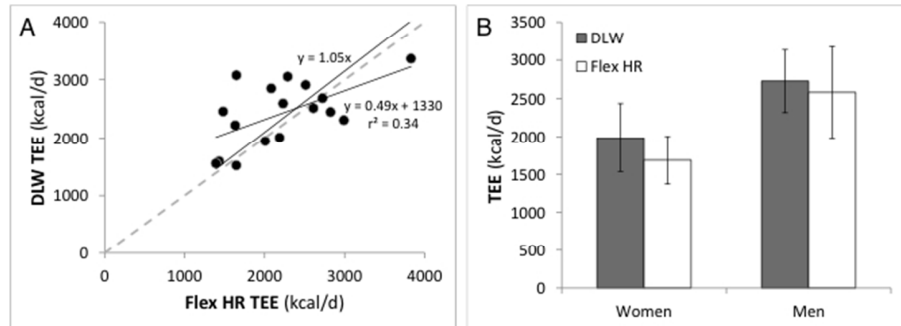 A
4000
3000
2000
1000
0
DLW TEE (kcal/d)
y = 1.05x
y = 0.49x + 1330
r² = 0.34
0 1000 2000 3000 4000
Flex HR TEE (kcal/d)
B
DLW
Flex HR
3500
3000
2500
2000
1500
1000
500
0
TEE (kcal/d)
Women Men